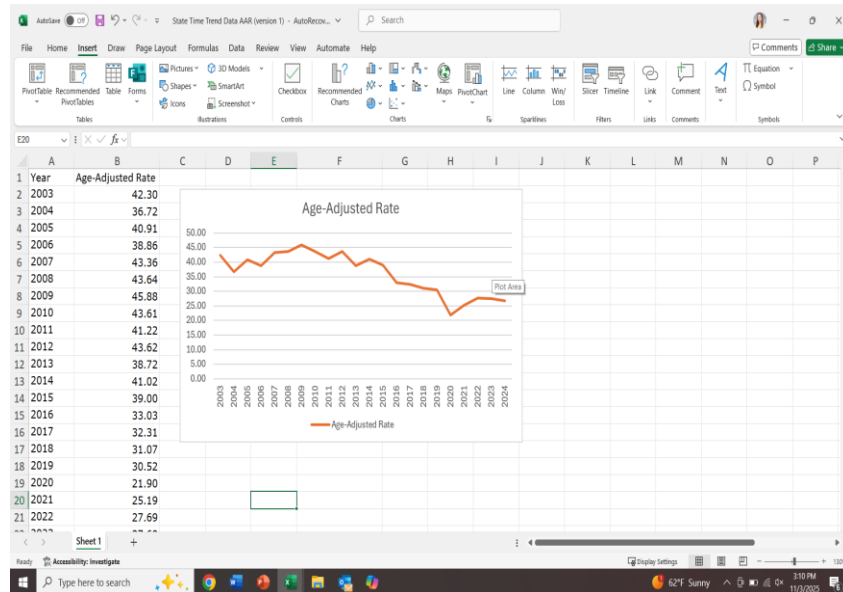 AutoSave Off State Time Trend Data AAR (version 1) - AutoRecov... Search
File Home Insert Draw Page Layout Formulas Data Review View Automate Help Comments Share
PivotTable Recommended PivotTables Table Forms
Tables
Pictures 3D Models
Shapes SmartArt
Icons Screenshot
Illustrations
Checkbox
Controls
Recommended Charts Maps PivotChart
Charts
Line Column Win/Loss
Sparklines
Slicer Timeline
Filters
Link
Links
Comment
Comments
Text
Equation
Symbol
Symbols
E20 fx
A B C D E F G H I J K L M N O P
1 Year Age-Adjusted Rate
2 2003 42.30
3 2004 36.72
4 2005 40.91
5 2006 38.86
6 2007 43.36
7 2008 43.64
8 2009 45.88
9 2010 43.61
10 2011 41.22
11 2012 43.62
12 2013 38.72
13 2014 41.02
14 2015 39.00
15 2016 33.03
16 2017 32.31
17 2018 31.07
18 2019 30.52
19 2020 21.90
20 2021 25.19
21 2022 27.69
Age-Adjusted Rate
50.00
45.00
40.00
35.00
30.00
25.00
20.00
15.00
10.00
5.00
0.00
Plot Area
2003 2004 2005 2006 2007 2008 2009 2010 2011 2012 2013 2014 2015 2016 2017 2018 2019 2020 2021 2022 2023 2024
Age-Adjusted Rate
Sheet1 +
Ready Accessibility: Investigate Display Settings
Type here to search 62°F Sunny 3:10 PM
11/3/2025